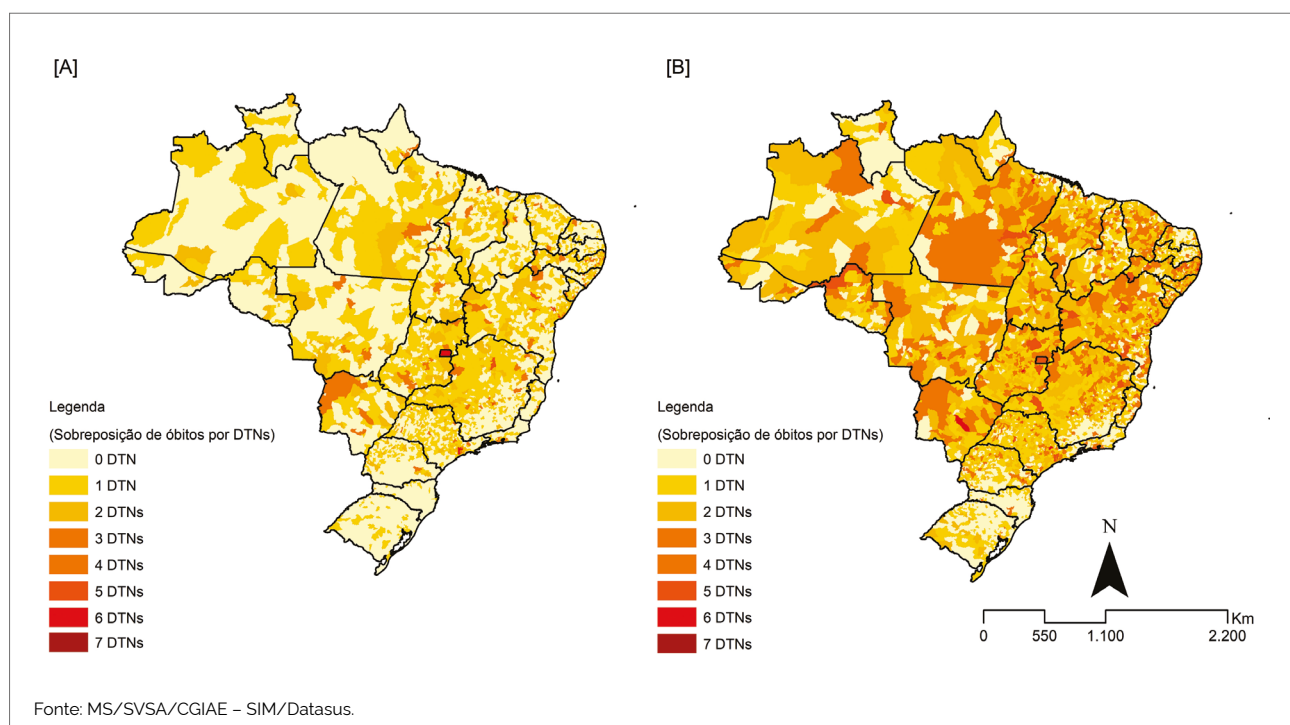 [A]
Legenda
(Sobreposição de óbitos por DTNs)
0 DTN
1 DTN
2 DTNs
3 DTNs
4 DTNs
5 DTNs
6 DTNs
7 DTNs
[B]
Legenda
(Sobreposição de óbitos por DTNs)
0 DTN
1 DTN
2 DTNs
3 DTNs
4 DTNs
5 DTNs
6 DTNs
7 DTNs
N
Km
0 550 1.100 2.200
Fonte: MS/SVSA/CGIAE – SIM/Datasus.